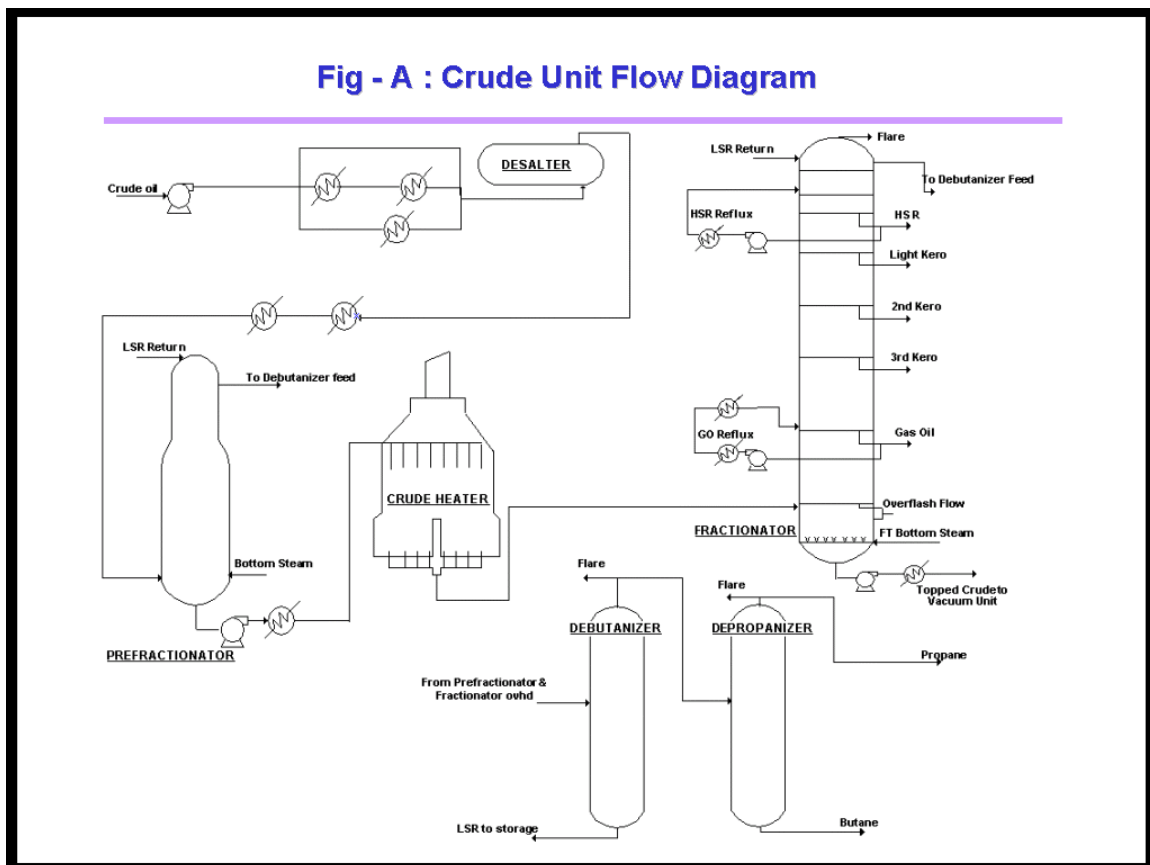 Fig - A : Crude Unit Flow Diagram
Flare
LSR Return
DESALTER
To Debutanizer Feed
Crude oil
HSR Reflux
HSR
Light Kero
2nd Kero
LSR Return
3rd Kero
To Debutanizer feed
GO Reflux
Gas Oil
CRUDE HEATER
Overflash Flow
FRACTIONATOR
FT Bottom Steam
Bottom Steam
Flare
Flare
Topped Crudeto
Vacuum Unit
DEBUTANIZER
DEPROPANIZER
PREFRACTIONATOR
Propane
From Prefractionator &
Fractionator ovhd
LSR to storage
Butane